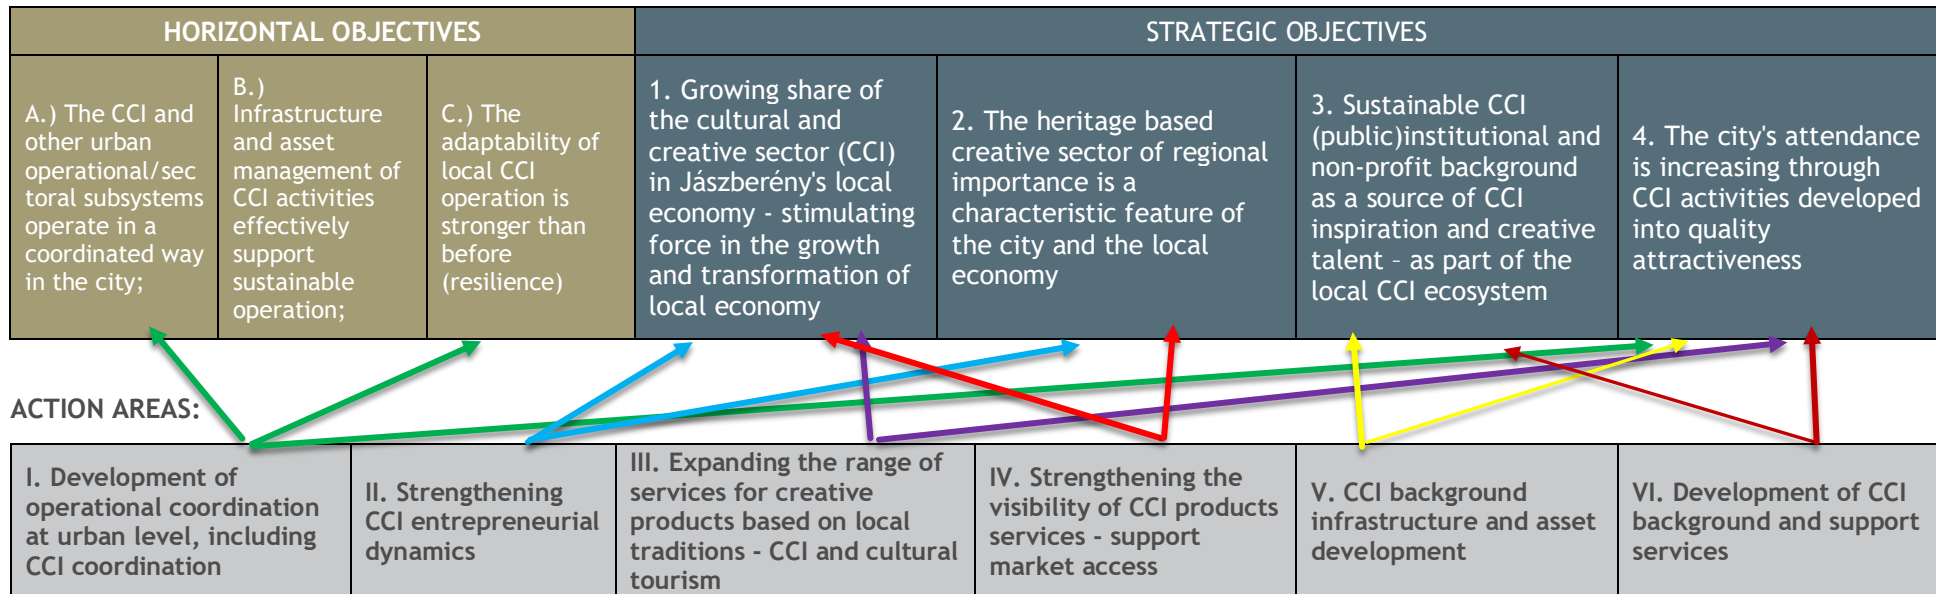 HORIZONTAL OBJECTIVES
STRATEGIC OBJECTIVES
A.) The CCI and
other urban
operational/sec
toral subsystems
operate in a
coordinated way
in the city;
B.)
Infrastructure
and asset
management of
CCI activities
effectively
support
sustainable
operation;
C.) The
adaptability of
local CCI
operation is
stronger than
before
(resilience)
1. Growing share of
the cultural and
creative sector (CCI)
in Jászberény's local
economy - stimulating
force in the growth
and transformation of
local economy
2. The heritage based
creative sector of regional
importance is a
characteristic feature of
the city and the local
economy
3. Sustainable CCI
(public)institutional and
non-profit background
as a source of CCI
inspiration and creative
talent – as part of the
local CCI ecosystem
4. The city's attendance
is increasing through
CCI activities developed
into quality
attractiveness
ACTION AREAS:
I. Development of
operational coordination
at urban level, including
CCI coordination
II. Strengthening
CCI entrepreneurial
dynamics
III. Expanding the range of
services for creative
products based on local
traditions - CCI and cultural
tourism
IV. Strengthening the
visibility of CCI products
services - support
market access
V. CCI background
infrastructure and asset
development
VI. Development of CCI
background and support
services